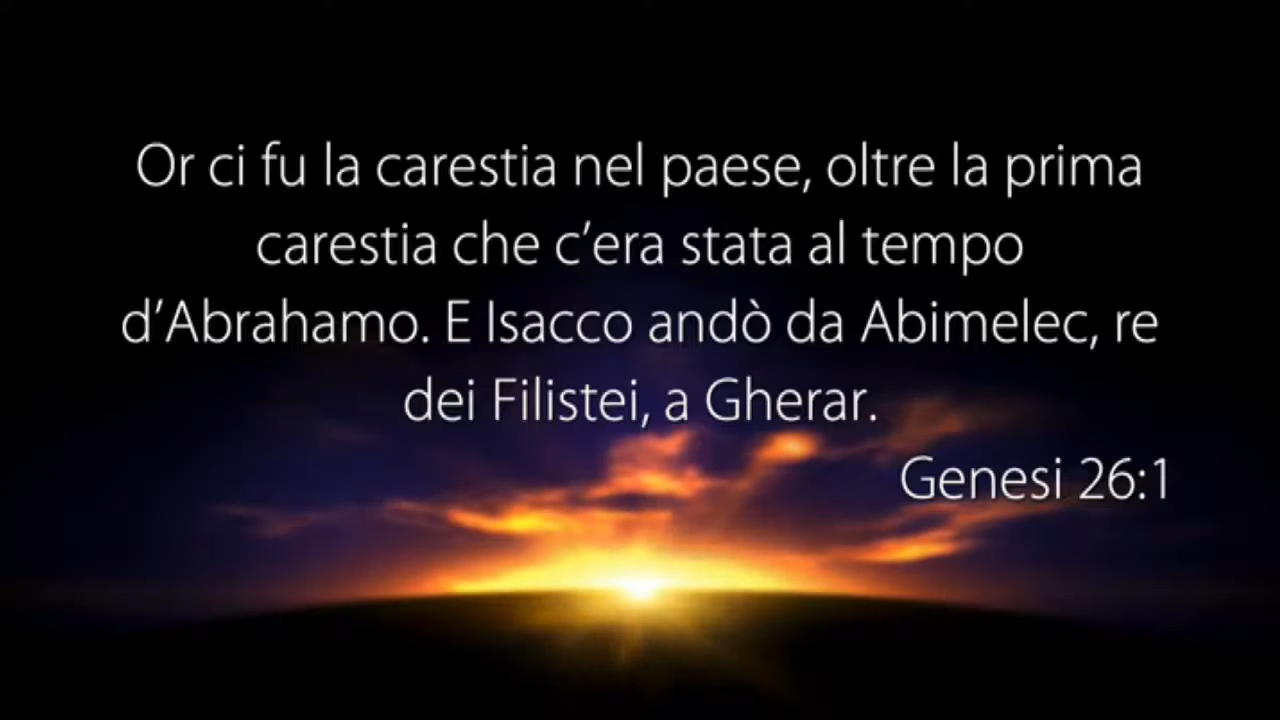 Or ci fu la carestia nel paese, oltre la prima
carestia che c’era stata al tempo
d’Abrahamo. E Isacco andò da Abimelec, re
dei Filistei, a Gherar.
Genesi 26:1